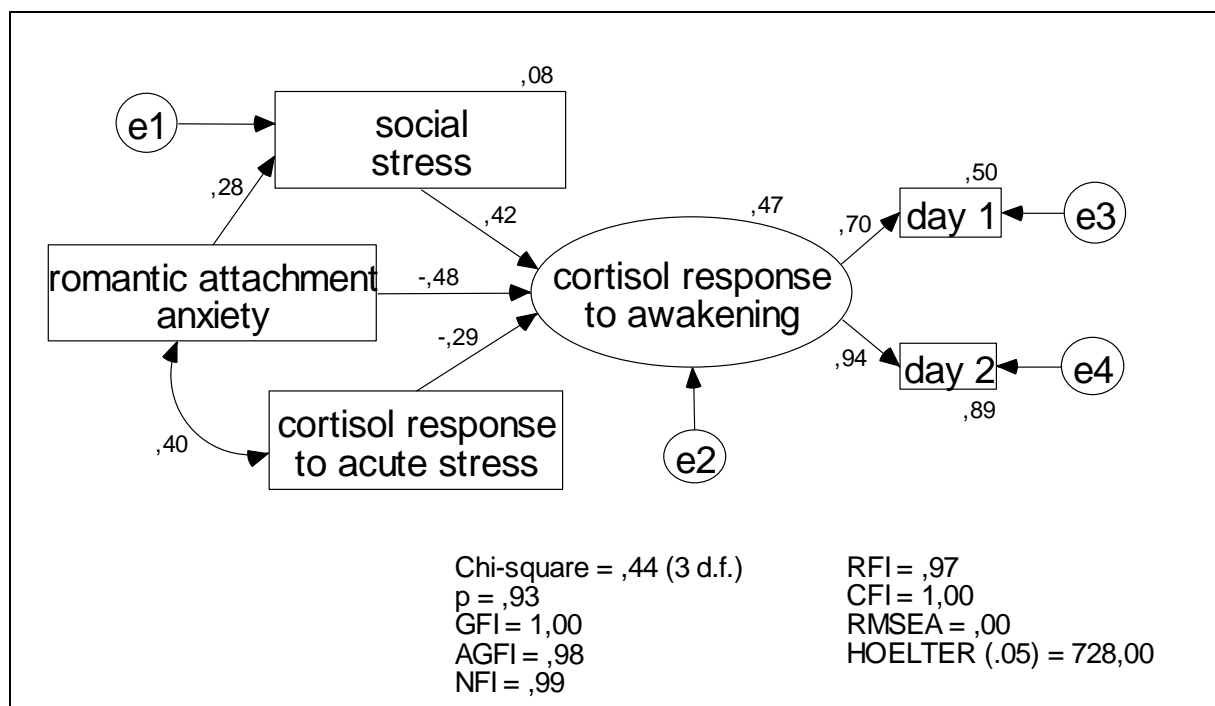 ,08
e1
social
stress
,28
,42
,47
,50
day 1
e3
,70
romantic attachment
anxiety
-,48
cortisol response
to awakening
-,29
,94
day 2
e4
,89
,40
cortisol response
to acute stress
e2
Chi-square = ,44 (3 d.f.)
p = ,93
GFI = 1,00
AGFI = ,98
NFI = ,99
RFI = ,97
CFI = 1,00
RMSEA = ,00
HOELTER (.05) = 728,00